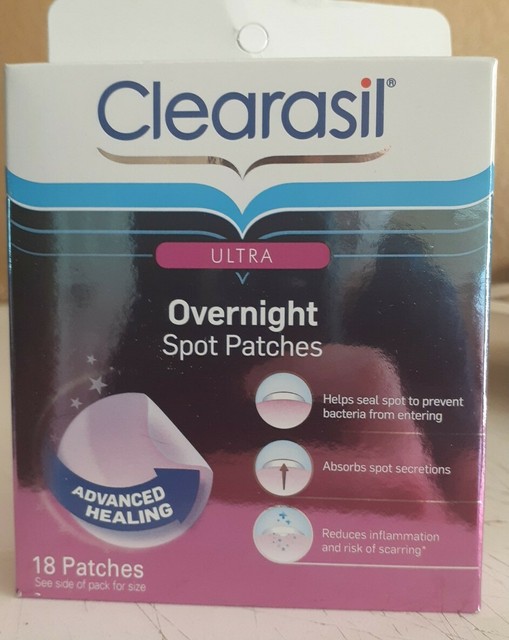 Clearasil®
ULTRA
Overnight
Spot Patches
Helps seal spot to prevent
bacteria from entering
Absorbs spot secretions
Reduces inflammation
and risk of scarring*
ADVANCED
HEALING
18 Patches
See side of pack for size